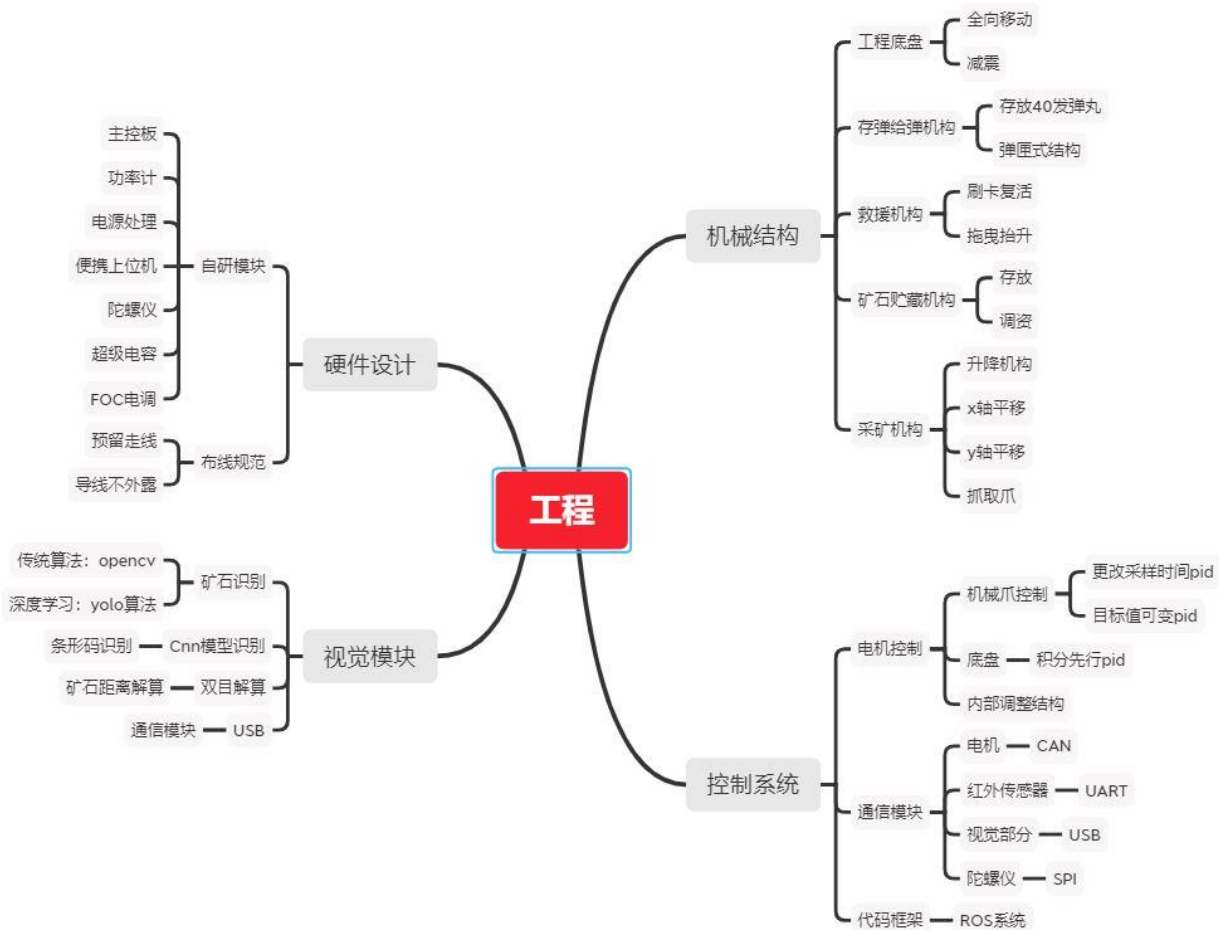 工程
机械结构
工程底盘
全向移动
减震
存弹给弹机构
存放40发弹丸
弹匣式结构
救援机构
刷卡复活
拖曳抬升
矿石贮藏机构
存放
调资
采矿机构
升降机构
x轴平移
y轴平移
抓取爪
控制系统
电机控制
机械爪控制
更改采样时间pid
目标值可变pid
底盘
积分先行pid
内部调整结构
通信模块
电机
CAN
红外传感器
UART
视觉部分
USB
陀螺仪
SPI
代码框架
ROS系统
硬件设计
自研模块
主控板
功率计
电源处理
便携上位机
陀螺仪
超级电容
FOC电调
布线规范
预留走线
导线不外露
视觉模块
矿石识别
传统算法：opencv
深度学习：yolo算法
Cnn模型识别
条形码识别
双目解算
矿石距离解算
USB
通信模块